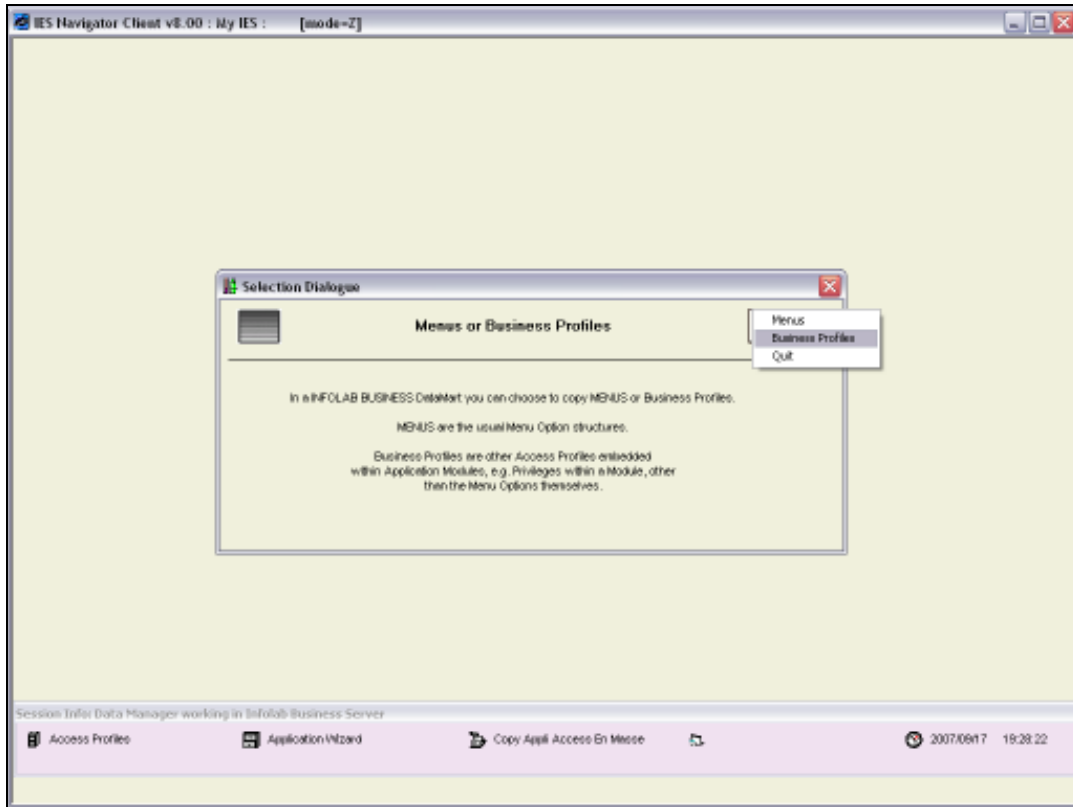 IES Navigator Client v8.00 : My IES : [mode=Z]
Selection Dialogue
Menus or Business Profiles
Menus
Business Profiles
Quit
In a INFOLAB BUSINESS DataMart you can choose to copy MENUS or Business Profiles.
MENUS are the usual Menu Option structures.
Business Profiles are other Access Profiles embedded
within Application Modules, e.g. Privileges within a Module, other
than the Menu Options themselves.
Session Info: Data Manager working in Infolab Business Server
Access Profiles Application Wizard Copy Appli Access En Masse 2007/09/17 19:28:22